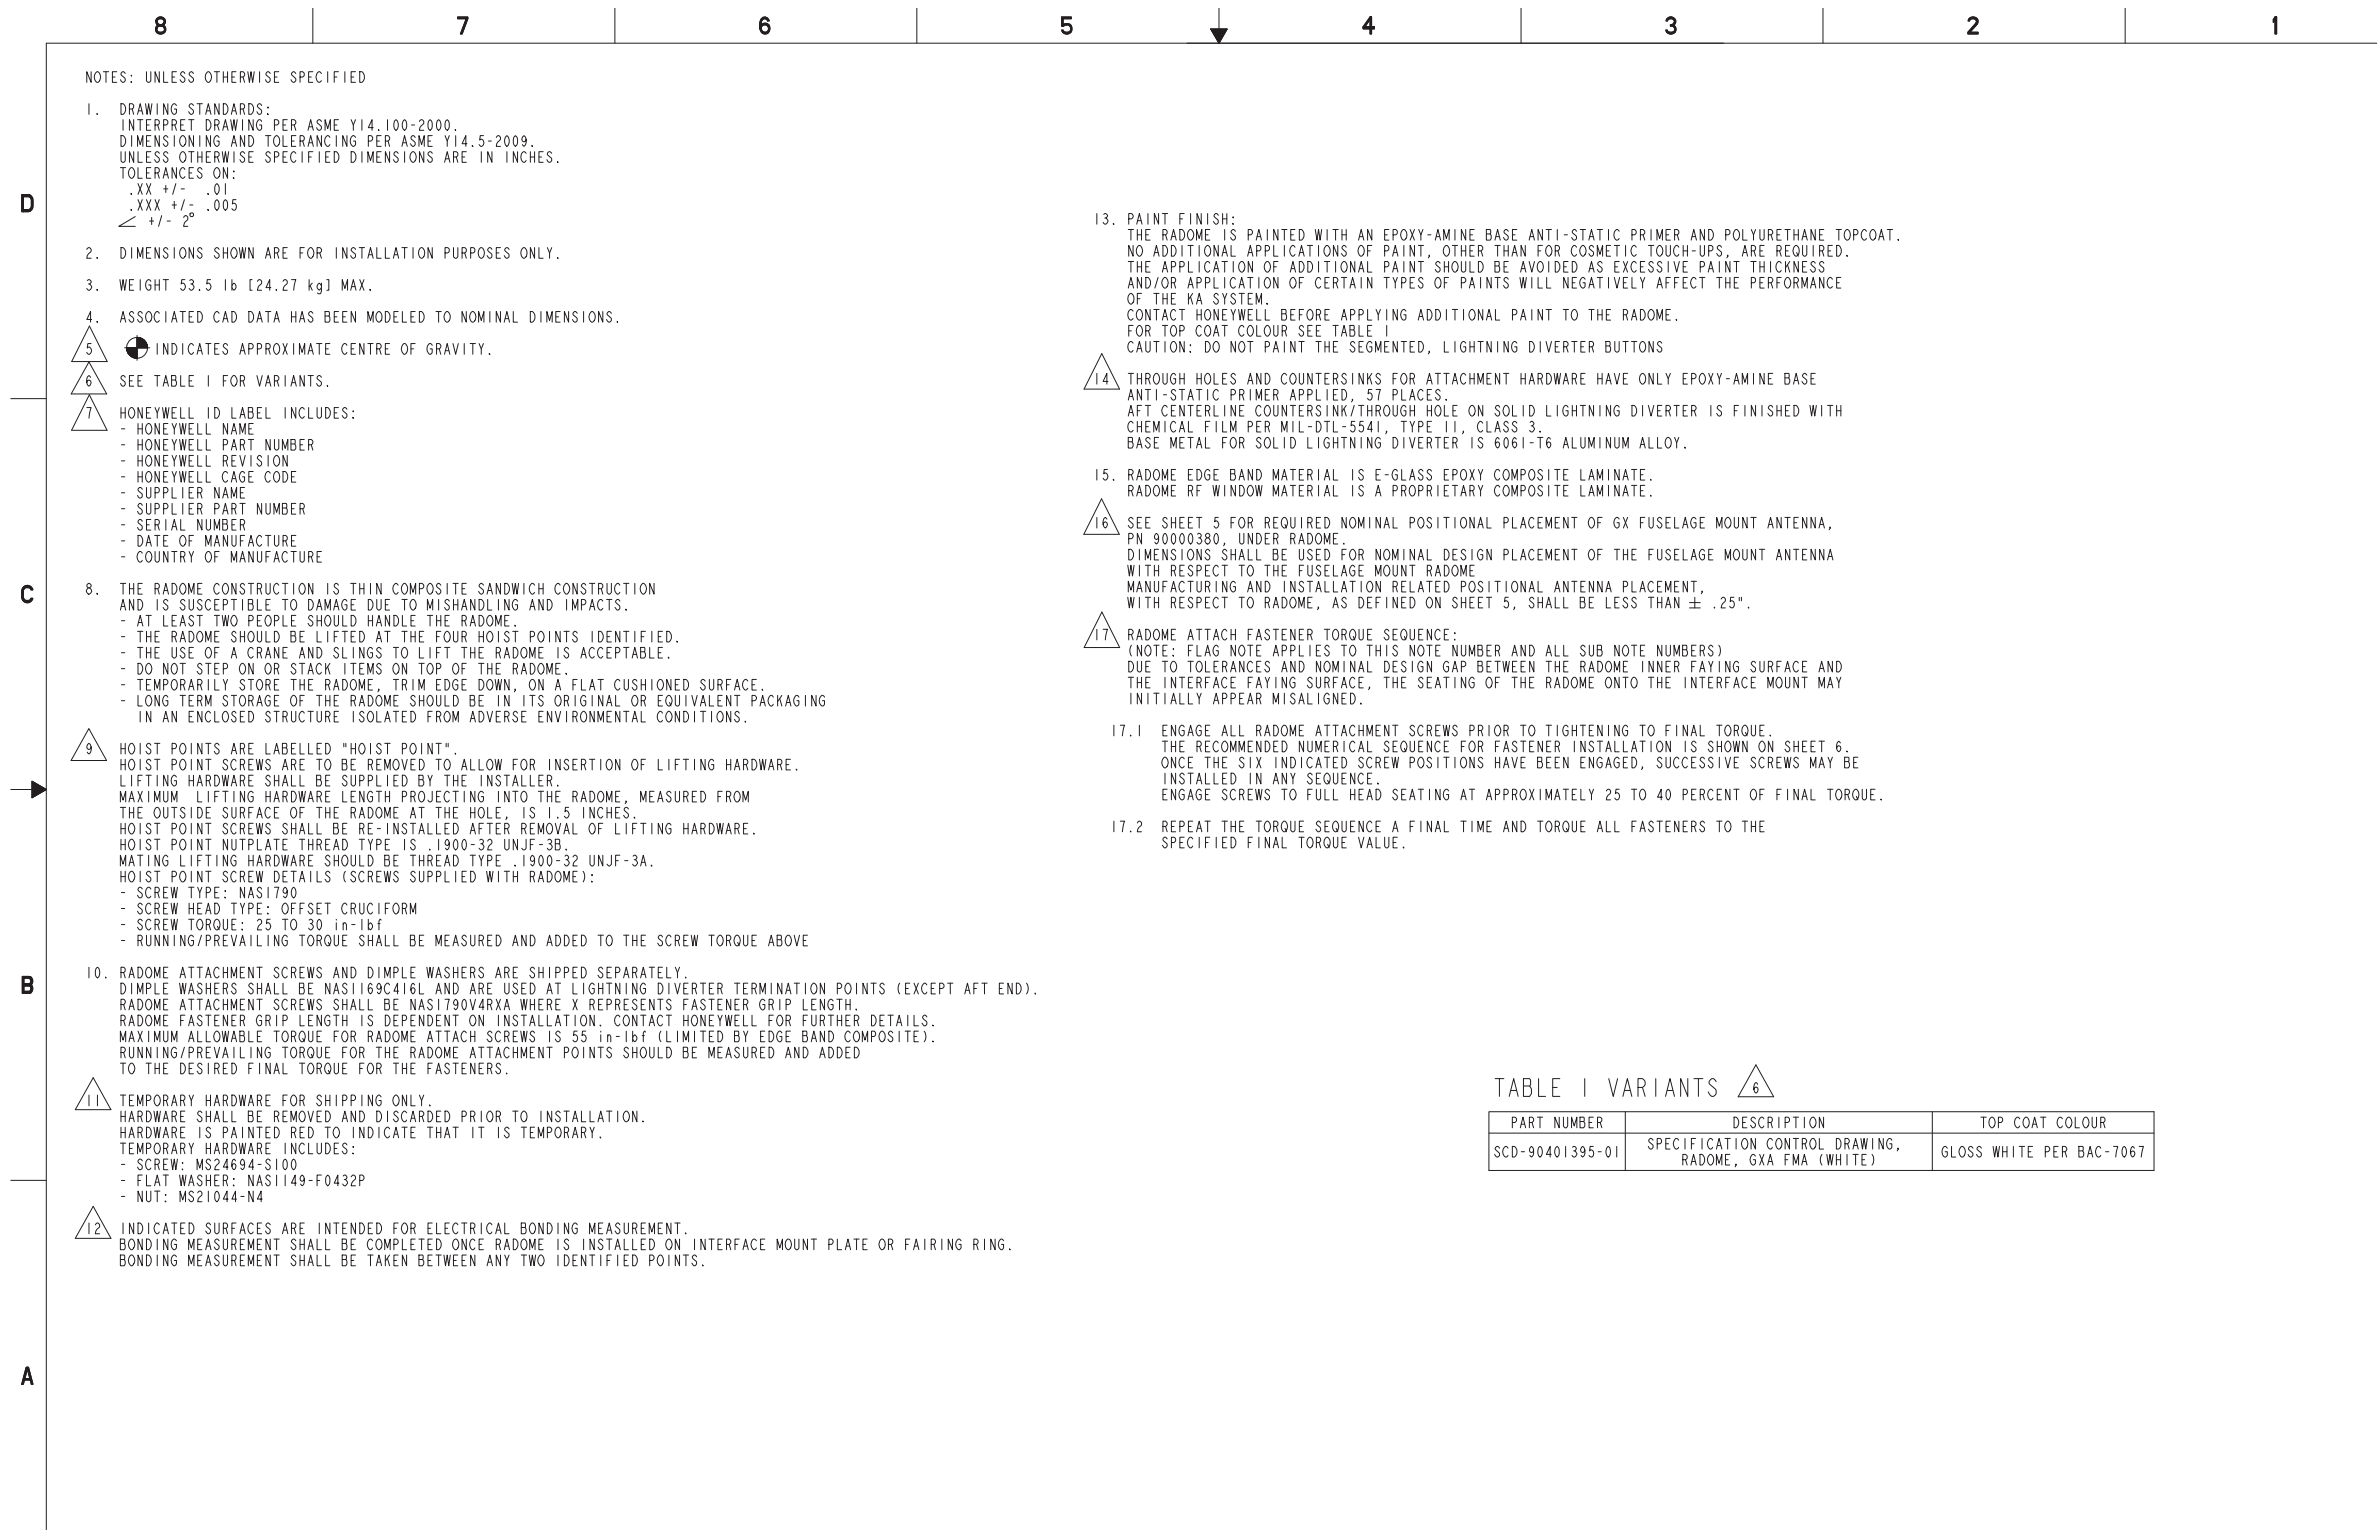 8 7 6 5 4 3 2 1
D
C
B
A
NOTES: UNLESS OTHERWISE SPECIFIED
1. DRAWING STANDARDS:
INTERPRET DRAWING PER ASME Y14.100-2000.
DIMENSIONING AND TOLERANCING PER ASME Y14.5-2009.
UNLESS OTHERWISE SPECIFIED DIMENSIONS ARE IN INCHES.
TOLERANCES ON:
.XX +/- .01
.XXX +/- .005
∠ +/- 2°
2. DIMENSIONS SHOWN ARE FOR INSTALLATION PURPOSES ONLY.
3. WEIGHT 53.5 lb [24.27 kg] MAX.
4. ASSOCIATED CAD DATA HAS BEEN MODELED TO NOMINAL DIMENSIONS.
5 INDICATES APPROXIMATE CENTRE OF GRAVITY.
6 SEE TABLE 1 FOR VARIANTS.
7 HONEYWELL ID LABEL INCLUDES:
- HONEYWELL NAME
- HONEYWELL PART NUMBER
- HONEYWELL REVISION
- HONEYWELL CAGE CODE
- SUPPLIER NAME
- SUPPLIER PART NUMBER
- SERIAL NUMBER
- DATE OF MANUFACTURE
- COUNTRY OF MANUFACTURE
8. THE RADOME CONSTRUCTION IS THIN COMPOSITE SANDWICH CONSTRUCTION
AND IS SUSCEPTIBLE TO DAMAGE DUE TO MISHANDLING AND IMPACTS.
- AT LEAST TWO PEOPLE SHOULD HANDLE THE RADOME.
- THE RADOME SHOULD BE LIFTED AT THE FOUR HOIST POINTS IDENTIFIED.
- THE USE OF A CRANE AND SLINGS TO LIFT THE RADOME IS ACCEPTABLE.
- DO NOT STEP ON OR STACK ITEMS ON TOP OF THE RADOME.
- TEMPORARILY STORE THE RADOME, TRIM EDGE DOWN, ON A FLAT CUSHIONED SURFACE.
- LONG TERM STORAGE OF THE RADOME SHOULD BE IN ITS ORIGINAL OR EQUIVALENT PACKAGING
IN AN ENCLOSED STRUCTURE ISOLATED FROM ADVERSE ENVIRONMENTAL CONDITIONS.
9 HOIST POINTS ARE LABELLED "HOIST POINT".
HOIST POINT SCREWS ARE TO BE REMOVED TO ALLOW FOR INSERTION OF LIFTING HARDWARE.
LIFTING HARDWARE SHALL BE SUPPLIED BY THE INSTALLER.
MAXIMUM LIFTING HARDWARE LENGTH PROJECTING INTO THE RADOME, MEASURED FROM
THE OUTSIDE SURFACE OF THE RADOME AT THE HOLE, IS 1.5 INCHES.
HOIST POINT SCREWS SHALL BE RE-INSTALLED AFTER REMOVAL OF LIFTING HARDWARE.
HOIST POINT NUTPLATE THREAD TYPE IS .1900-32 UNJF-3B.
MATING LIFTING HARDWARE SHOULD BE THREAD TYPE .1900-32 UNJF-3A.
HOIST POINT SCREW DETAILS (SCREWS SUPPLIED WITH RADOME):
- SCREW TYPE: NAS1790
- SCREW HEAD TYPE: OFFSET CRUCIFORM
- SCREW TORQUE: 25 TO 30 in-lbf
- RUNNING/PREVAILING TORQUE SHALL BE MEASURED AND ADDED TO THE SCREW TORQUE ABOVE
10. RADOME ATTACHMENT SCREWS AND DIMPLE WASHERS ARE SHIPPED SEPARATELY.
DIMPLE WASHERS SHALL BE NAS1169C416L AND ARE USED AT LIGHTNING DIVERTER TERMINATION POINTS (EXCEPT AFT END).
RADOME ATTACHMENT SCREWS SHALL BE NAS1790V4RXA WHERE X REPRESENTS FASTENER GRIP LENGTH.
RADOME FASTENER GRIP LENGTH IS DEPENDENT ON INSTALLATION. CONTACT HONEYWELL FOR FURTHER DETAILS.
MAXIMUM ALLOWABLE TORQUE FOR RADOME ATTACH SCREWS IS 55 in-lbf (LIMITED BY EDGE BAND COMPOSITE).
RUNNING/PREVAILING TORQUE FOR THE RADOME ATTACHMENT POINTS SHOULD BE MEASURED AND ADDED
TO THE DESIRED FINAL TORQUE FOR THE FASTENERS.
11 TEMPORARY HARDWARE FOR SHIPPING ONLY.
HARDWARE SHALL BE REMOVED AND DISCARDED PRIOR TO INSTALLATION.
HARDWARE IS PAINTED RED TO INDICATE THAT IT IS TEMPORARY.
TEMPORARY HARDWARE INCLUDES:
- SCREW: MS24694-S100
- FLAT WASHER: NAS1149-F0432P
- NUT: MS21044-N4
12 INDICATED SURFACES ARE INTENDED FOR ELECTRICAL BONDING MEASUREMENT.
BONDING MEASUREMENT SHALL BE COMPLETED ONCE RADOME IS INSTALLED ON INTERFACE MOUNT PLATE OR FAIRING RING.
BONDING MEASUREMENT SHALL BE TAKEN BETWEEN ANY TWO IDENTIFIED POINTS.
13. PAINT FINISH:
THE RADOME IS PAINTED WITH AN EPOXY-AMINE BASE ANTI-STATIC PRIMER AND POLYURETHANE TOPCOAT.
NO ADDITIONAL APPLICATIONS OF PAINT, OTHER THAN FOR COSMETIC TOUCH-UPS, ARE REQUIRED.
THE APPLICATION OF ADDITIONAL PAINT SHOULD BE AVOIDED AS EXCESSIVE PAINT THICKNESS
AND/OR APPLICATION OF CERTAIN TYPES OF PAINTS WILL NEGATIVELY AFFECT THE PERFORMANCE
OF THE KA SYSTEM.
CONTACT HONEYWELL BEFORE APPLYING ADDITIONAL PAINT TO THE RADOME.
FOR TOP COAT COLOUR SEE TABLE 1
CAUTION: DO NOT PAINT THE SEGMENTED, LIGHTNING DIVERTER BUTTONS
14 THROUGH HOLES AND COUNTERSINKS FOR ATTACHMENT HARDWARE HAVE ONLY EPOXY-AMINE BASE
ANTI-STATIC PRIMER APPLIED, 57 PLACES.
AFT CENTERLINE COUNTERSINK/THROUGH HOLE ON SOLID LIGHTNING DIVERTER IS FINISHED WITH
CHEMICAL FILM PER MIL-DTL-5541, TYPE II, CLASS 3.
BASE METAL FOR SOLID LIGHTNING DIVERTER IS 6061-T6 ALUMINUM ALLOY.
15. RADOME EDGE BAND MATERIAL IS E-GLASS EPOXY COMPOSITE LAMINATE.
RADOME RF WINDOW MATERIAL IS A PROPRIETARY COMPOSITE LAMINATE.
16 SEE SHEET 5 FOR REQUIRED NOMINAL POSITIONAL PLACEMENT OF GX FUSELAGE MOUNT ANTENNA,
PN 90000380, UNDER RADOME.
DIMENSIONS SHALL BE USED FOR NOMINAL DESIGN PLACEMENT OF THE FUSELAGE MOUNT ANTENNA
WITH RESPECT TO THE FUSELAGE MOUNT RADOME
MANUFACTURING AND INSTALLATION RELATED POSITIONAL ANTENNA PLACEMENT,
WITH RESPECT TO RADOME, AS DEFINED ON SHEET 5, SHALL BE LESS THAN ± .25".
17 RADOME ATTACH FASTENER TORQUE SEQUENCE:
(NOTE: FLAG NOTE APPLIES TO THIS NOTE NUMBER AND ALL SUB NOTE NUMBERS)
DUE TO TOLERANCES AND NOMINAL DESIGN GAP BETWEEN THE RADOME INNER FAYING SURFACE AND
THE INTERFACE FAYING SURFACE, THE SEATING OF THE RADOME ONTO THE INTERFACE MOUNT MAY
INITIALLY APPEAR MISALIGNED.
17.1 ENGAGE ALL RADOME ATTACHMENT SCREWS PRIOR TO TIGHTENING TO FINAL TORQUE.
THE RECOMMENDED NUMERICAL SEQUENCE FOR FASTENER INSTALLATION IS SHOWN ON SHEET 6.
ONCE THE SIX INDICATED SCREW POSITIONS HAVE BEEN ENGAGED, SUCCESSIVE SCREWS MAY BE
INSTALLED IN ANY SEQUENCE.
ENGAGE SCREWS TO FULL HEAD SEATING AT APPROXIMATELY 25 TO 40 PERCENT OF FINAL TORQUE.
17.2 REPEAT THE TORQUE SEQUENCE A FINAL TIME AND TORQUE ALL FASTENERS TO THE
SPECIFIED FINAL TORQUE VALUE.
TABLE 1 VARIANTS 6
PART NUMBER DESCRIPTION TOP COAT COLOUR
SCD-90401395-01 SPECIFICATION CONTROL DRAWING,
RADOME, GXA FMA (WHITE) GLOSS WHITE PER BAC-7067